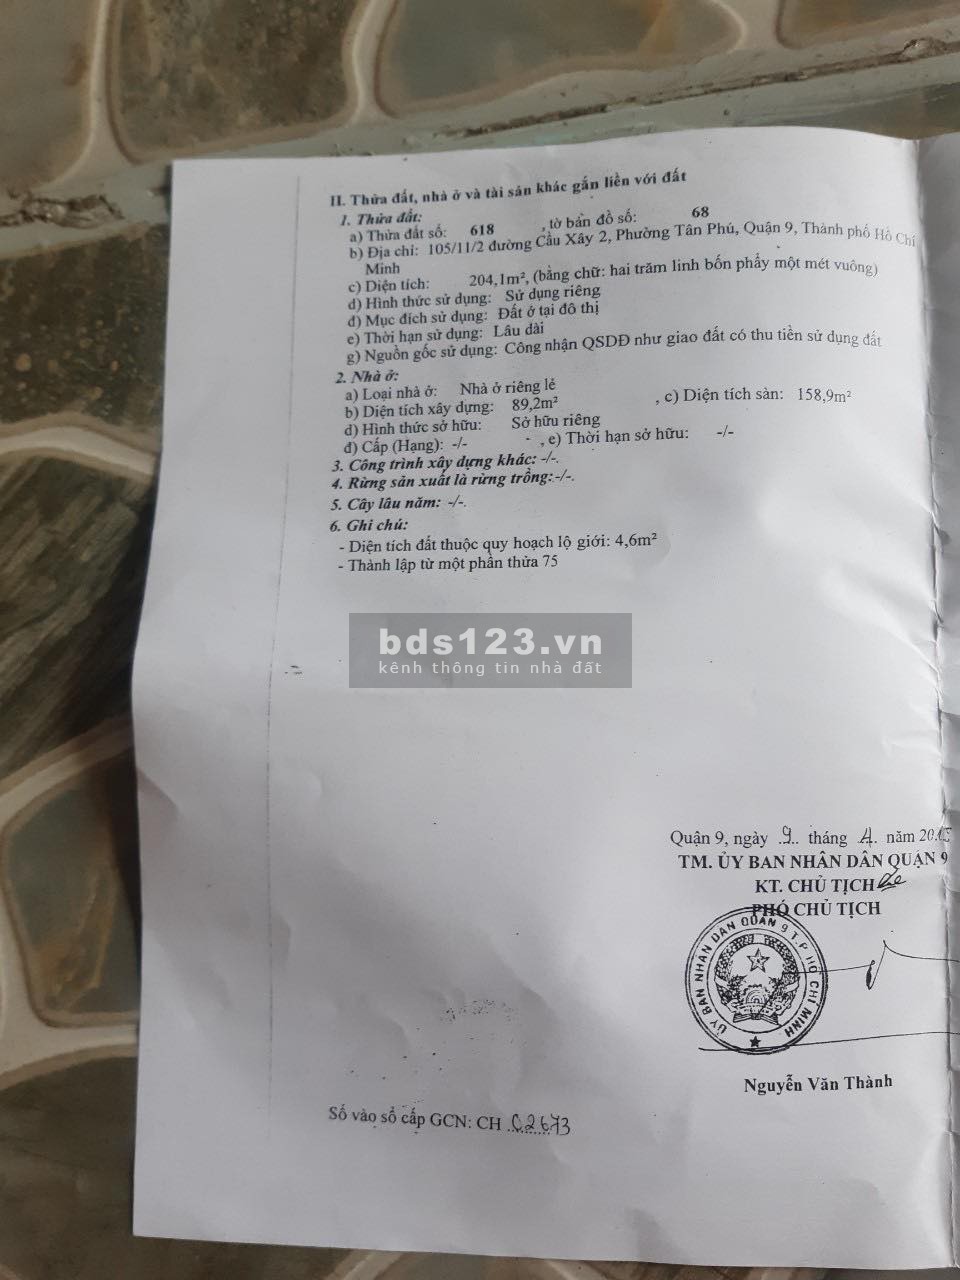 II. Thửa đất, nhà ở và tài sản khác gắn liền với đất
1. Thửa đất:
a) Thửa đất số: 618 , tờ bản đồ số: 68
b) Địa chỉ: 105/11/2 đường Cầu Xây 2, Phường Tân Phú, Quận 9, Thành phố Hồ Chí
Minh
c) Diện tích: 204,1m², (bằng chữ: hai trăm linh bốn phẩy một mét vuông)
d) Hình thức sử dụng: Sử dụng riêng
đ) Mục đích sử dụng: Đất ở tại đô thị
e) Thời hạn sử dụng: Lâu dài
g) Nguồn gốc sử dụng: Công nhận QSDĐ như giao đất có thu tiền sử dụng đất
2. Nhà ở:
a) Loại nhà ở: Nhà ở riêng lẻ
b) Diện tích xây dựng: 89,2m² , c) Diện tích sàn: 158,9m²
d) Hình thức sở hữu: Sở hữu riêng
đ) Cấp (Hạng): -/- , e) Thời hạn sở hữu: -/-
3. Công trình xây dựng khác: -/-.
4. Rừng sản xuất là rừng trồng:-/-.
5. Cây lâu năm: -/-.
6. Ghi chú:
- Diện tích đất thuộc quy hoạch lộ giới: 4,6m²
- Thành lập từ một phần thửa 75
bds123.vn
kênh thông tin nhà đất
Quận 9, ngày 9 tháng 4 năm
TM. ỦY BAN NHÂN DÂN QUẬN 9
KT. CHỦ TỊCH
PHÓ CHỦ TỊCH
ỦY BAN NHÂN DÂN QUẬN 9 T.P HỒ CHÍ MINH
Nguyễn Văn Thành
Số vào sổ cấp GCN: CH 02673